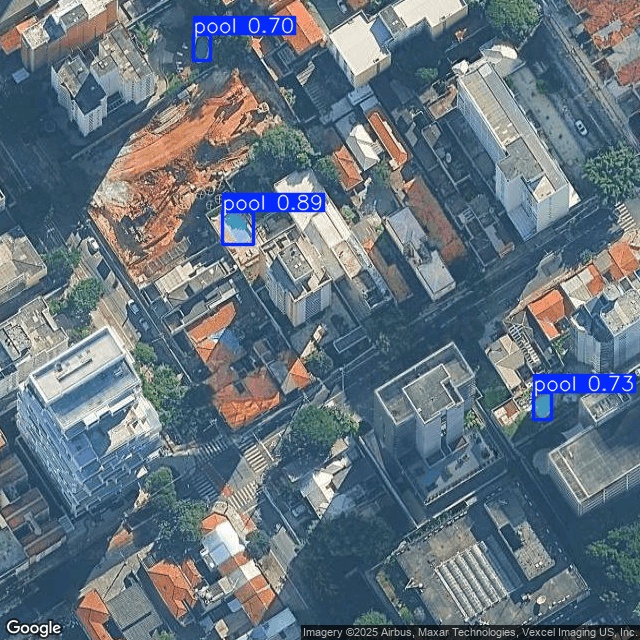 pool 0.70
pool 0.89
pool 0.73
Google
Imagery ©2025 Airbus, Maxar Technologies, Vexcel Imaging US, Inc.